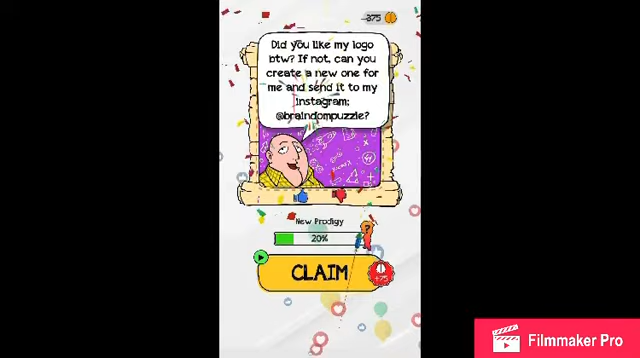 375
Did you like my logo
btw? If not, can you
create a new one for
me and send it to my
instagram;
@braindompuzzle?
New Prodigy
20%
CLAIM
+75
Filmmaker Pro